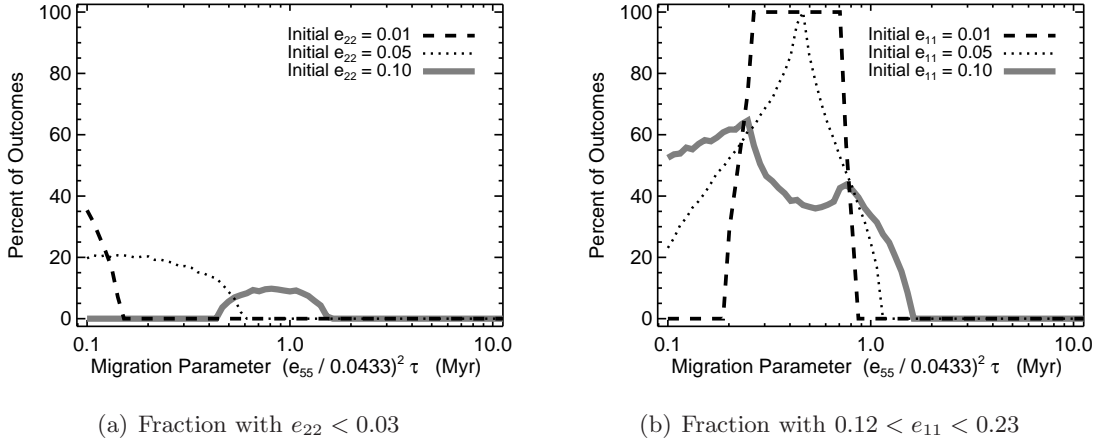 100
80
60
40
20
0
Percent of Outcomes
Initial e22 = 0.01
Initial e22 = 0.05
Initial e22 = 0.10
0.1 1.0 10.0
Migration Parameter (e55 / 0.0433)² τ (Myr)
(a) Fraction with e22 < 0.03
100
80
60
40
20
0
Percent of Outcomes
Initial e11 = 0.01
Initial e11 = 0.05
Initial e11 = 0.10
0.1 1.0 10.0
Migration Parameter (e55 / 0.0433)² τ (Myr)
(b) Fraction with 0.12 < e11 < 0.23